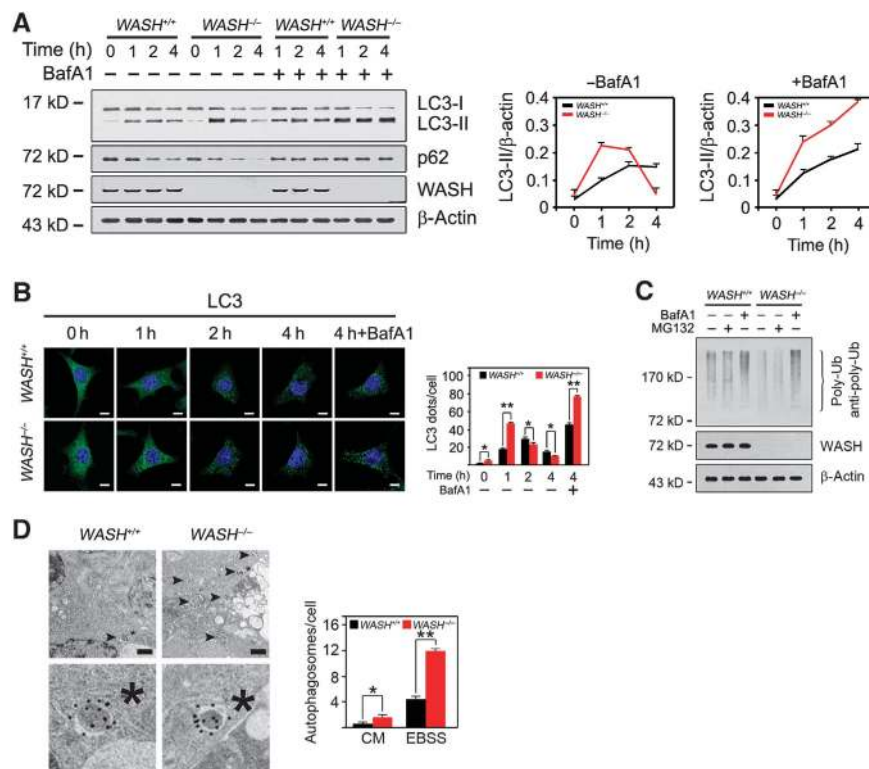 A
WASH+/+ WASH–/– WASH+/+ WASH–/–
Time (h) 0 1 2 4 0 1 2 4 1 2 4 1 2 4
BafA1 – – – – – – – – + + + + + +
17 kD – LC3-I
LC3-II
72 kD – p62
72 kD – WASH
43 kD – β-Actin
–BafA1
LC3-II/β-actin
0.4
0.3
0.2
0.1
0
WASH+/+
WASH–/–
0 1 2 4
Time (h)
+BafA1
LC3-II/β-actin
0.4
0.3
0.2
0.1
0
WASH+/+
WASH–/–
0 1 2 4
Time (h)
B
LC3
0 h 1 h 2 h 4 h 4 h+BafA1
WASH+/+
WASH–/–
LC3 dots/cell
WASH+/+ WASH–/–
100
80
60
40
20
* ** * * **
Time (h) 0 1 2 4 4
BafA1 – – – – +
C
WASH+/+ WASH–/–
BafA1 – – + – – +
MG132 – + – – + –
170 kD –
72 kD –
Poly-Ub
anti-poly-Ub
72 kD – WASH
43 kD – β-Actin
D
WASH+/+ WASH–/–
* *
Autophagosomes/cell
WASH+/+ WASH–/–
16
12
8
4
* **
CM EBSS